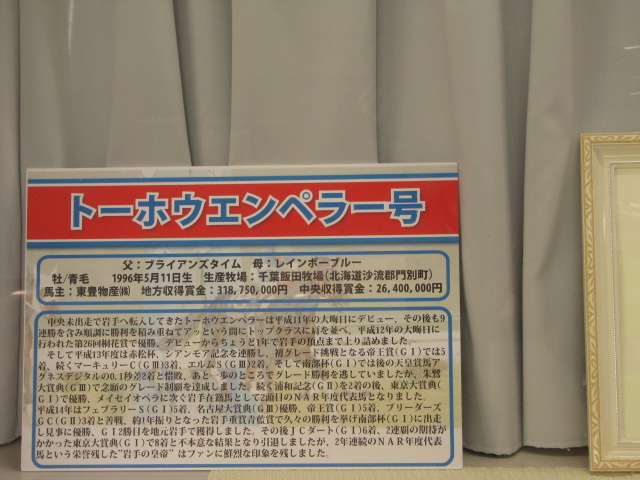 トーホウエンペラー号
父：ブライアンズタイム　母：レインボーブルー
牡/青毛　1996年5月11日生　生産牧場：千葉飯田牧場（北海道沙流郡門別町）
馬主：東豊物産㈱　地方収得賞金：318,750,000円　中央収得賞金：26,400,000円
中央未出走で岩手へ転入してきたトーホウエンペラーは平成11年の大晦日にデビュー、その後も9
連勝を含み順調に勝利を積み重ねてアッという間にトップクラスに肩を並べ、平成12年の大晦日に
行われた第26回桐花賞で優勝、デビューからちょうど1年で岩手の頂点まで上り詰めました。
そして平成13年度は赤松杯、シアンモア記念を連勝し、初グレード挑戦となる帝王賞(GI)では5
着、続くマーキュリーC(GⅢ)3着、エルムS(GⅢ)2着、そして南部杯(GI)では後の天皇賞馬ア
グネスデジタルの0.1秒差2着と惜敗、あと一歩のところでグレード勝利を逃していましたが、朱鷺
大賞典(GⅢ)で念願のグレード初制覇を達成しました。続く浦和記念(GⅡ)を2着の後、東京大賞典(G
I)で優勝、メイセイオペラに次ぐ岩手在籍馬として2頭目のNAR年度代表馬となりました。
平成14年はフェブラリーS(GI)5着、名古屋大賞典(GⅢ)優勝、帝王賞(GI)5着、ブリーダーズ
GC(GⅡ)3着と善戦、約1年振りとなった岩手重賞青藍賞で久々の勝利を挙げ南部杯(GI)に出走
し見事に優勝、GI2勝目を地元岩手で獲得しました。その後JCダート(GI)6着、2連覇の期待が
かかった東京大賞典(GI)で8着と不本意な結果となり引退しましたが、2年連続のNAR年度代表
馬という栄誉残した"岩手の皇帝"はファンに鮮烈な印象を残しました。